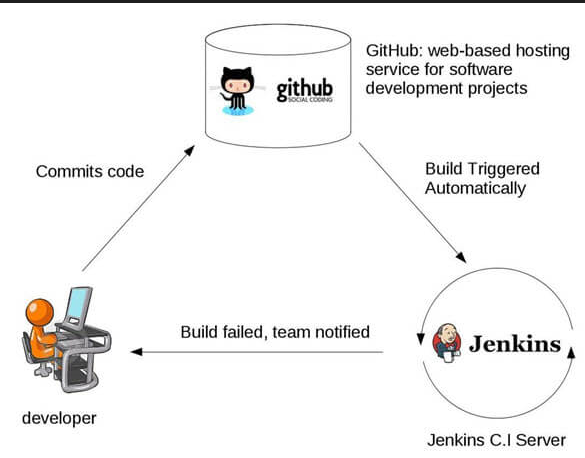 GitHub: web-based hosting
service for software
development projects
github
SOCIAL CODING
Commits code
Build Triggered
Automatically
Build failed, team notified
Jenkins
developer
Jenkins C.I Server